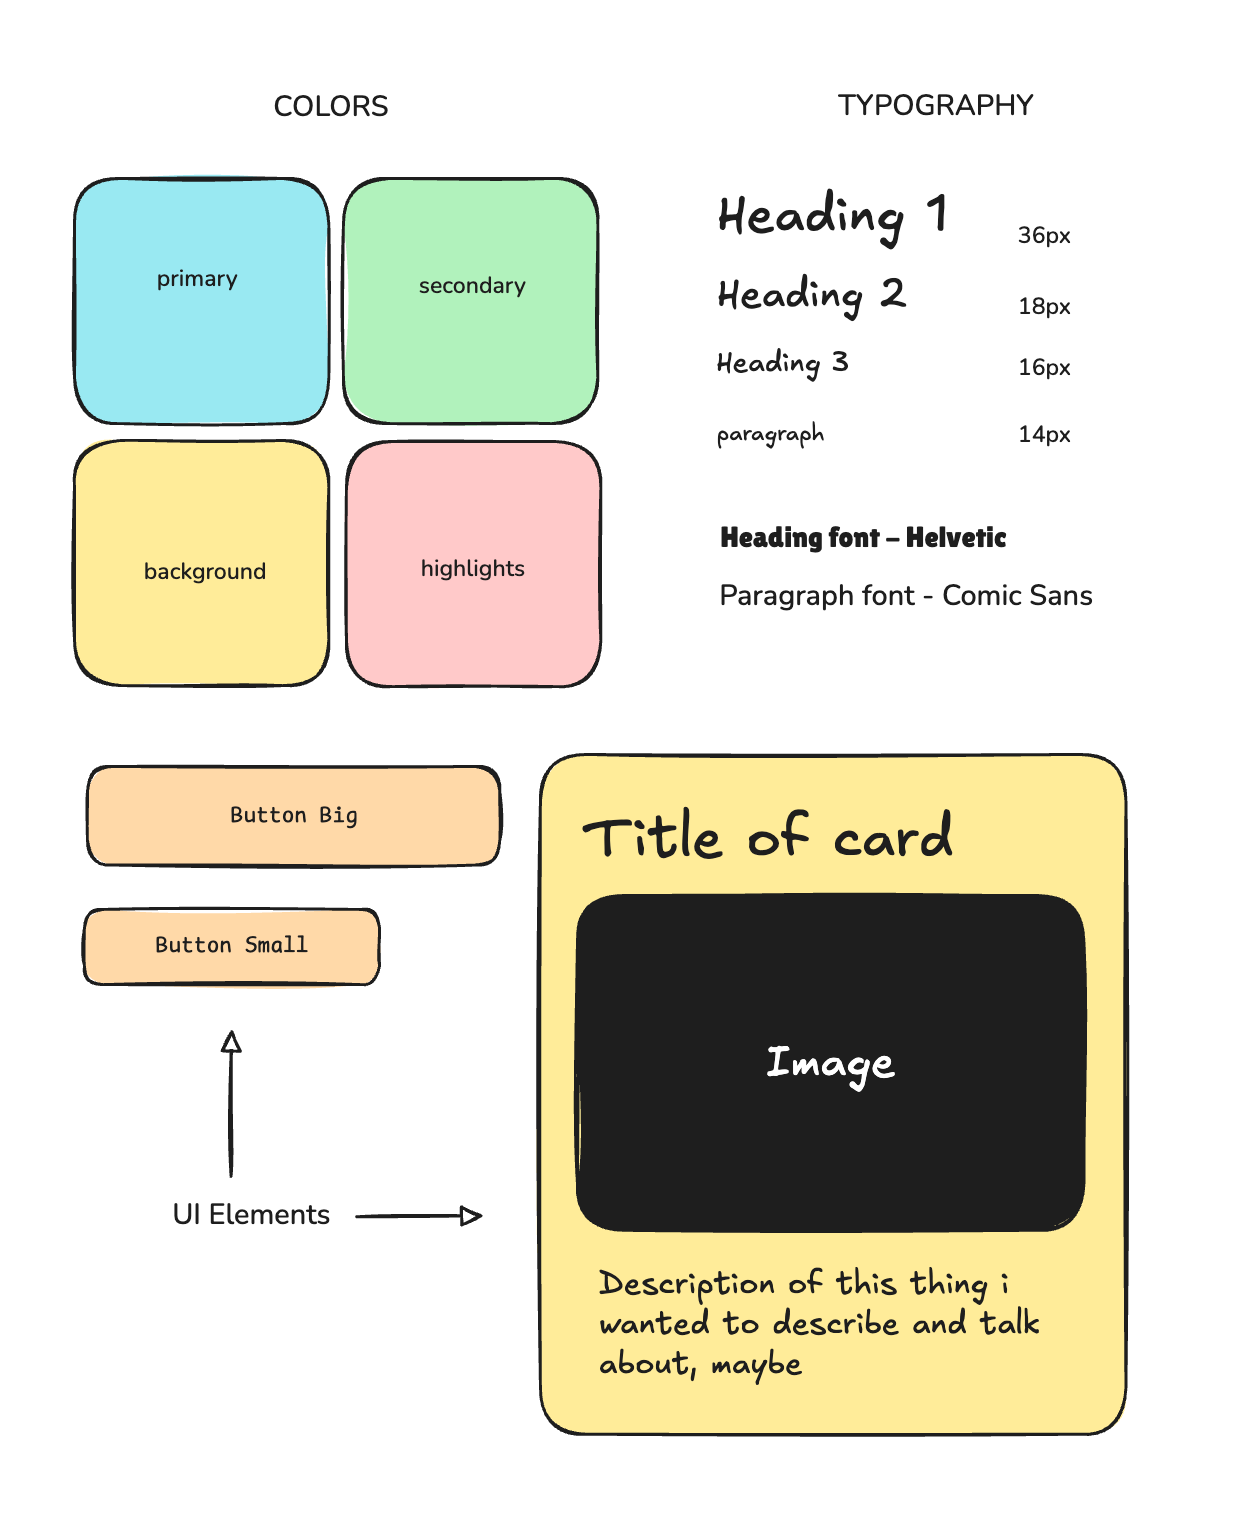 COLORS
primary
secondary
background
highlights
TYPOGRAPHY
Heading 1 36px
Heading 2 18px
Heading 3 16px
paragraph 14px
Heading font - Helvetic
Paragraph font - Comic Sans
Button Big
Button Small
UI Elements
Title of card
Image
Description of this thing i
wanted to describe and talk
about, maybe